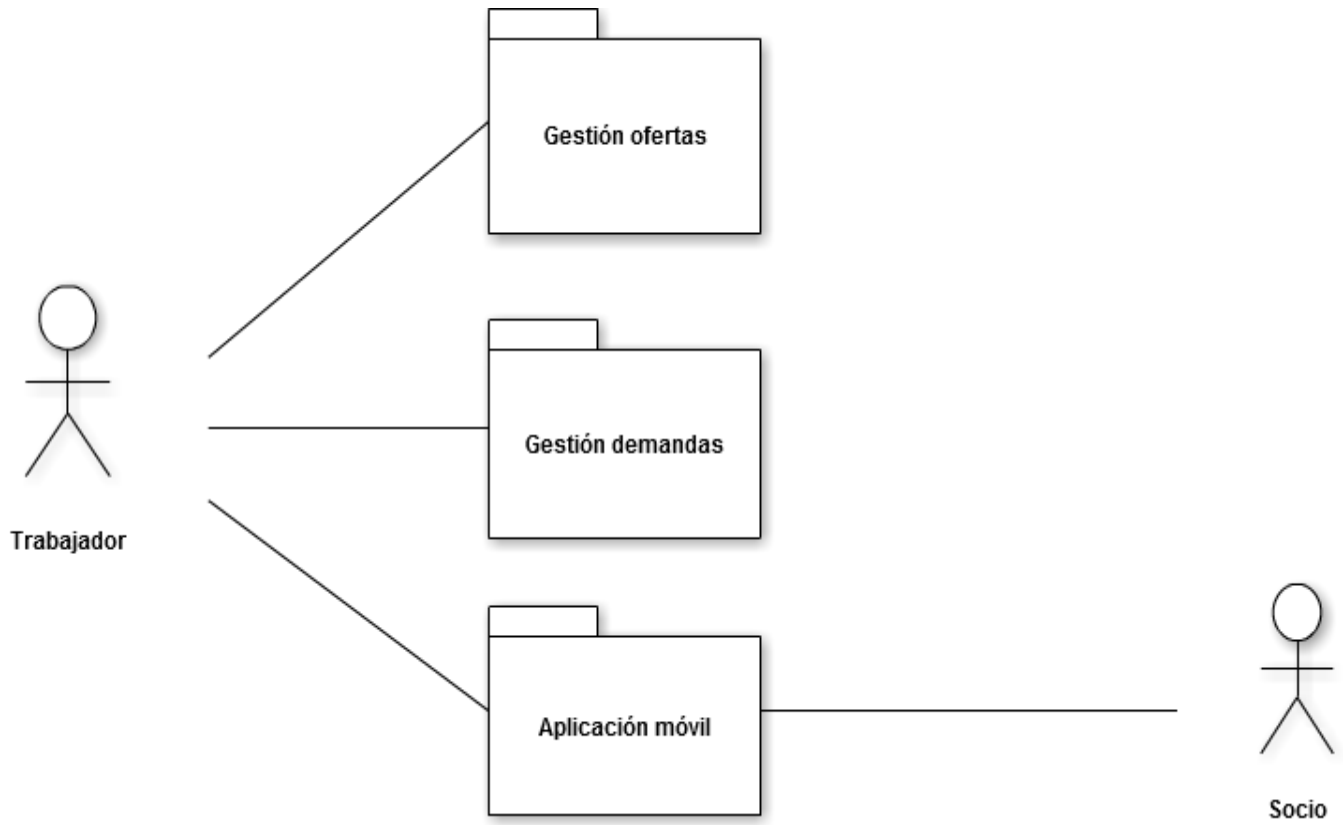 Gestión ofertas
Gestión demandas
Trabajador
Aplicación móvil
Socio